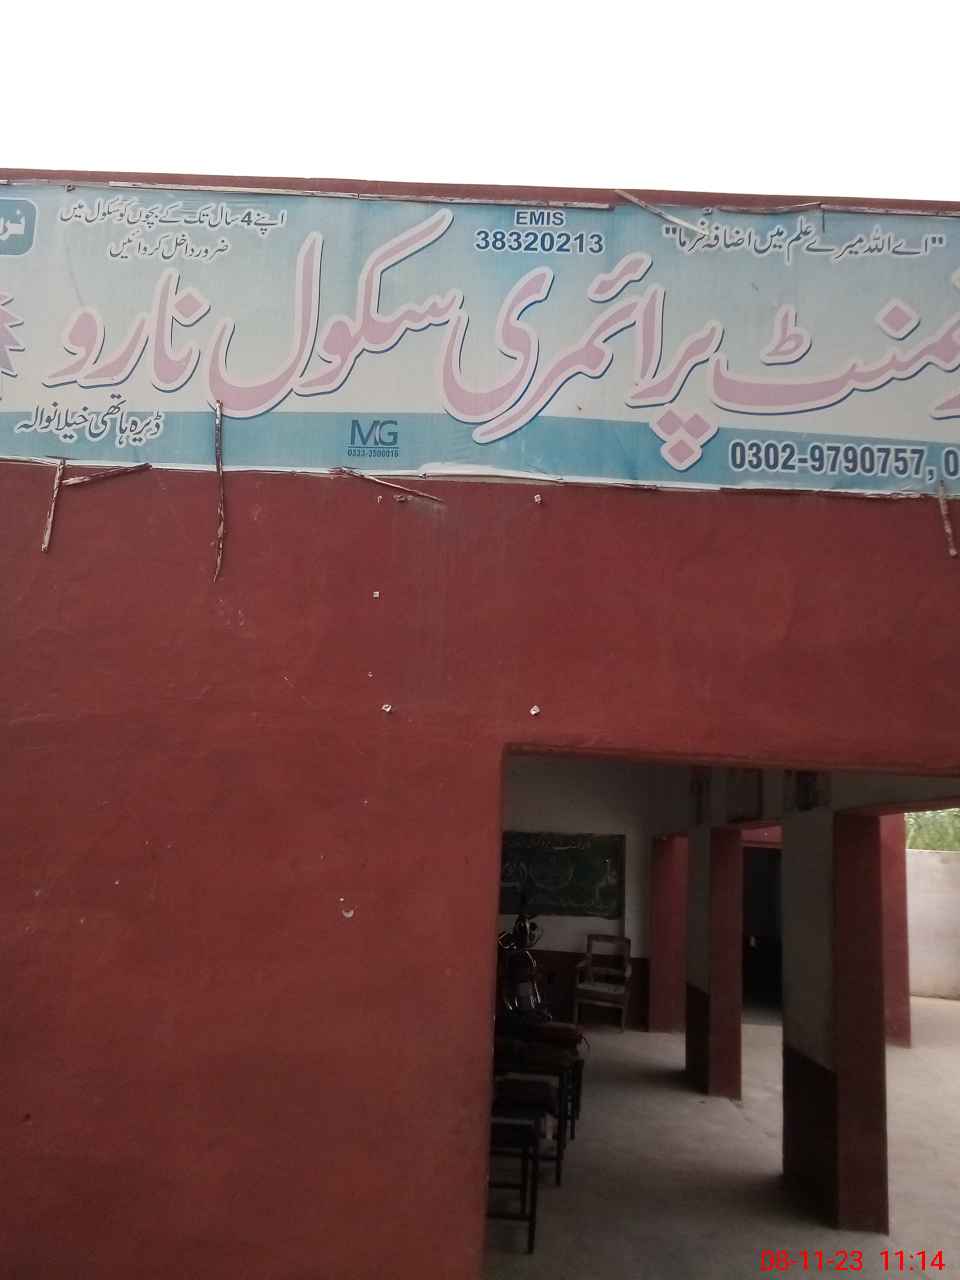 "اے اللہ میرے علم میں اضافہ فرما"
EMIS
38320213
اپنے 4 سال تک کے بچوں کو سکول میں
ضرور داخل کروائیں
منٹ پرائمری سکول نارو
ڈیرہ ہاتھی خیلانوالہ
MG
0302-9790757, 0
08-11-23 11:14